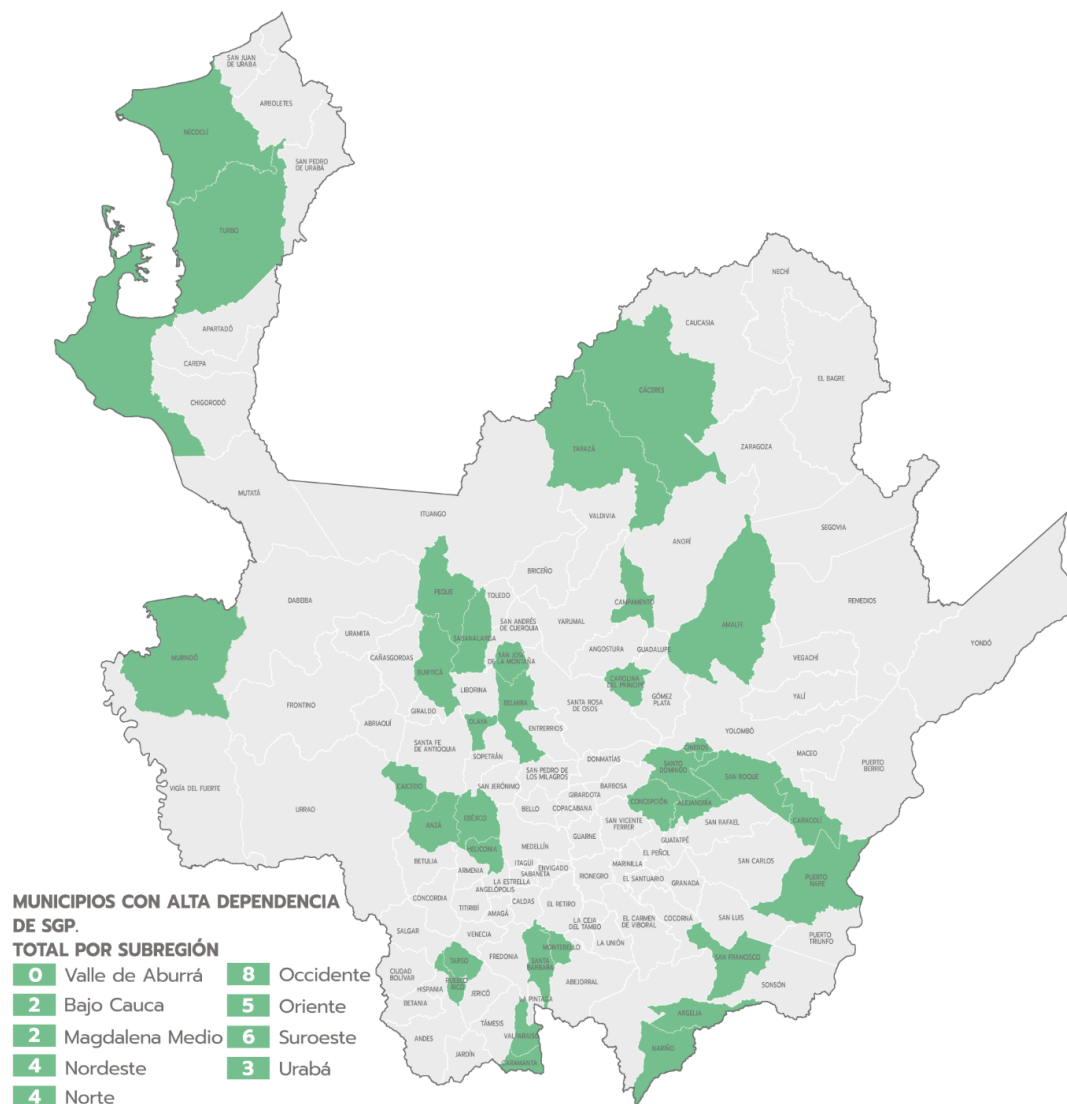 SAN JUAN
DE URABA
ARBOLETES
NECOCLÍ
SAN PEDRO
DE URABÁ
TURBO
NECHÍ
CAUCASIA
APARTADÓ
CAREPA
EL BAGRE
CÁCERES
CHIGORODÓ
TARAZÁ
ZARAGOZA
MUTATÁ
ITUANGO
VALDIVIA
SEGOVIA
ANORÍ
BRICEÑO
DABEIBA
PEQUE
TOLEDO
CAMPAMENTO
REMEDIOS
SAN ANDRÉS
DE CUERQUIA
YARUMAL
AMALFI
MURINDÓ
URAMITA
SABANALARGA
YONDÓ
CAÑASGORDAS
SAN JOSÉ
DE LA MONTAÑA
ANGOSTURA
GUADALUPE
VEGACHÍ
BURITICÁ
CAROLINA
DEL PRÍNCIPE
LIBORINA
GÓMEZ
PLATA
YALÍ
FRONTINO
BELMIRA
SANTA ROSA
DE OSOS
GIRALDO
ABRIAQUÍ
OLAYA
ENTRERRIOS
YOLOMBÓ
SANTA FE
DE ANTIOQUIA
CISNEROS
MACEO
SOPETRÁN
DONMATÍAS
SANTO
DOMINGO
PUERTO
BERRIO
SAN PEDRO DE
LOS MILAGROS
SAN ROQUE
CAICEDO
SAN JERÓNIMO
BARBOSA
VIGÍA DEL FUERTE
GIRARDOTA
CONCEPCIÓN
ALEJANDRÍA
URRAO
BELLO
COPACABANA
CARACOLÍ
EBÉJICO
SAN VICENTE
FERRER
SAN RAFAEL
ANZÁ
GUARNE
GUATATPÉ
HELICONIA
MEDELLÍN
EL PEÑOL
BETULIA
ITAGÜI
MARINILLA
SAN CARLOS
ARMENIA
ENVIGADO
SABANETA
RIONEGRO
PUERTO
NARE
LA ESTRELLA
EL SANTUARIO
GRANADA
ANGELÓPOLIS
CONCORDIA
CALDAS
EL RETIRO
TITIRIBÍ
AMAGÁ
LA CEJA
DEL TAMBO
EL CARMEN
DE VIBORAL
COCORNÁ
SAN LUIS
SALGAR
VENECIA
LA UNIÓN
PUERTO
TRIUNFO
MONTEBELLO
FREDONIA
TARSO
SAN FRANCISCO
CIUDAD
BOLÍVAR
SANTA
BARBARA
PUEBLO
RICO
ABEJORRAL
SONSÓN
HISPANIA
JERICÓ
BETANIA
LA PINTADA
ARGELIA
TÁMESIS
ANDES
VALPARAISO
NARIÑO
JARDÍN
CARAMANTA
MUNICIPIOS CON ALTA DEPENDENCIA
DE SGP.
TOTAL POR SUBREGIÓN
0 Valle de Aburrá
2 Bajo Cauca
2 Magdalena Medio
4 Nordeste
4 Norte
8 Occidente
5 Oriente
6 Suroeste
3 Urabá